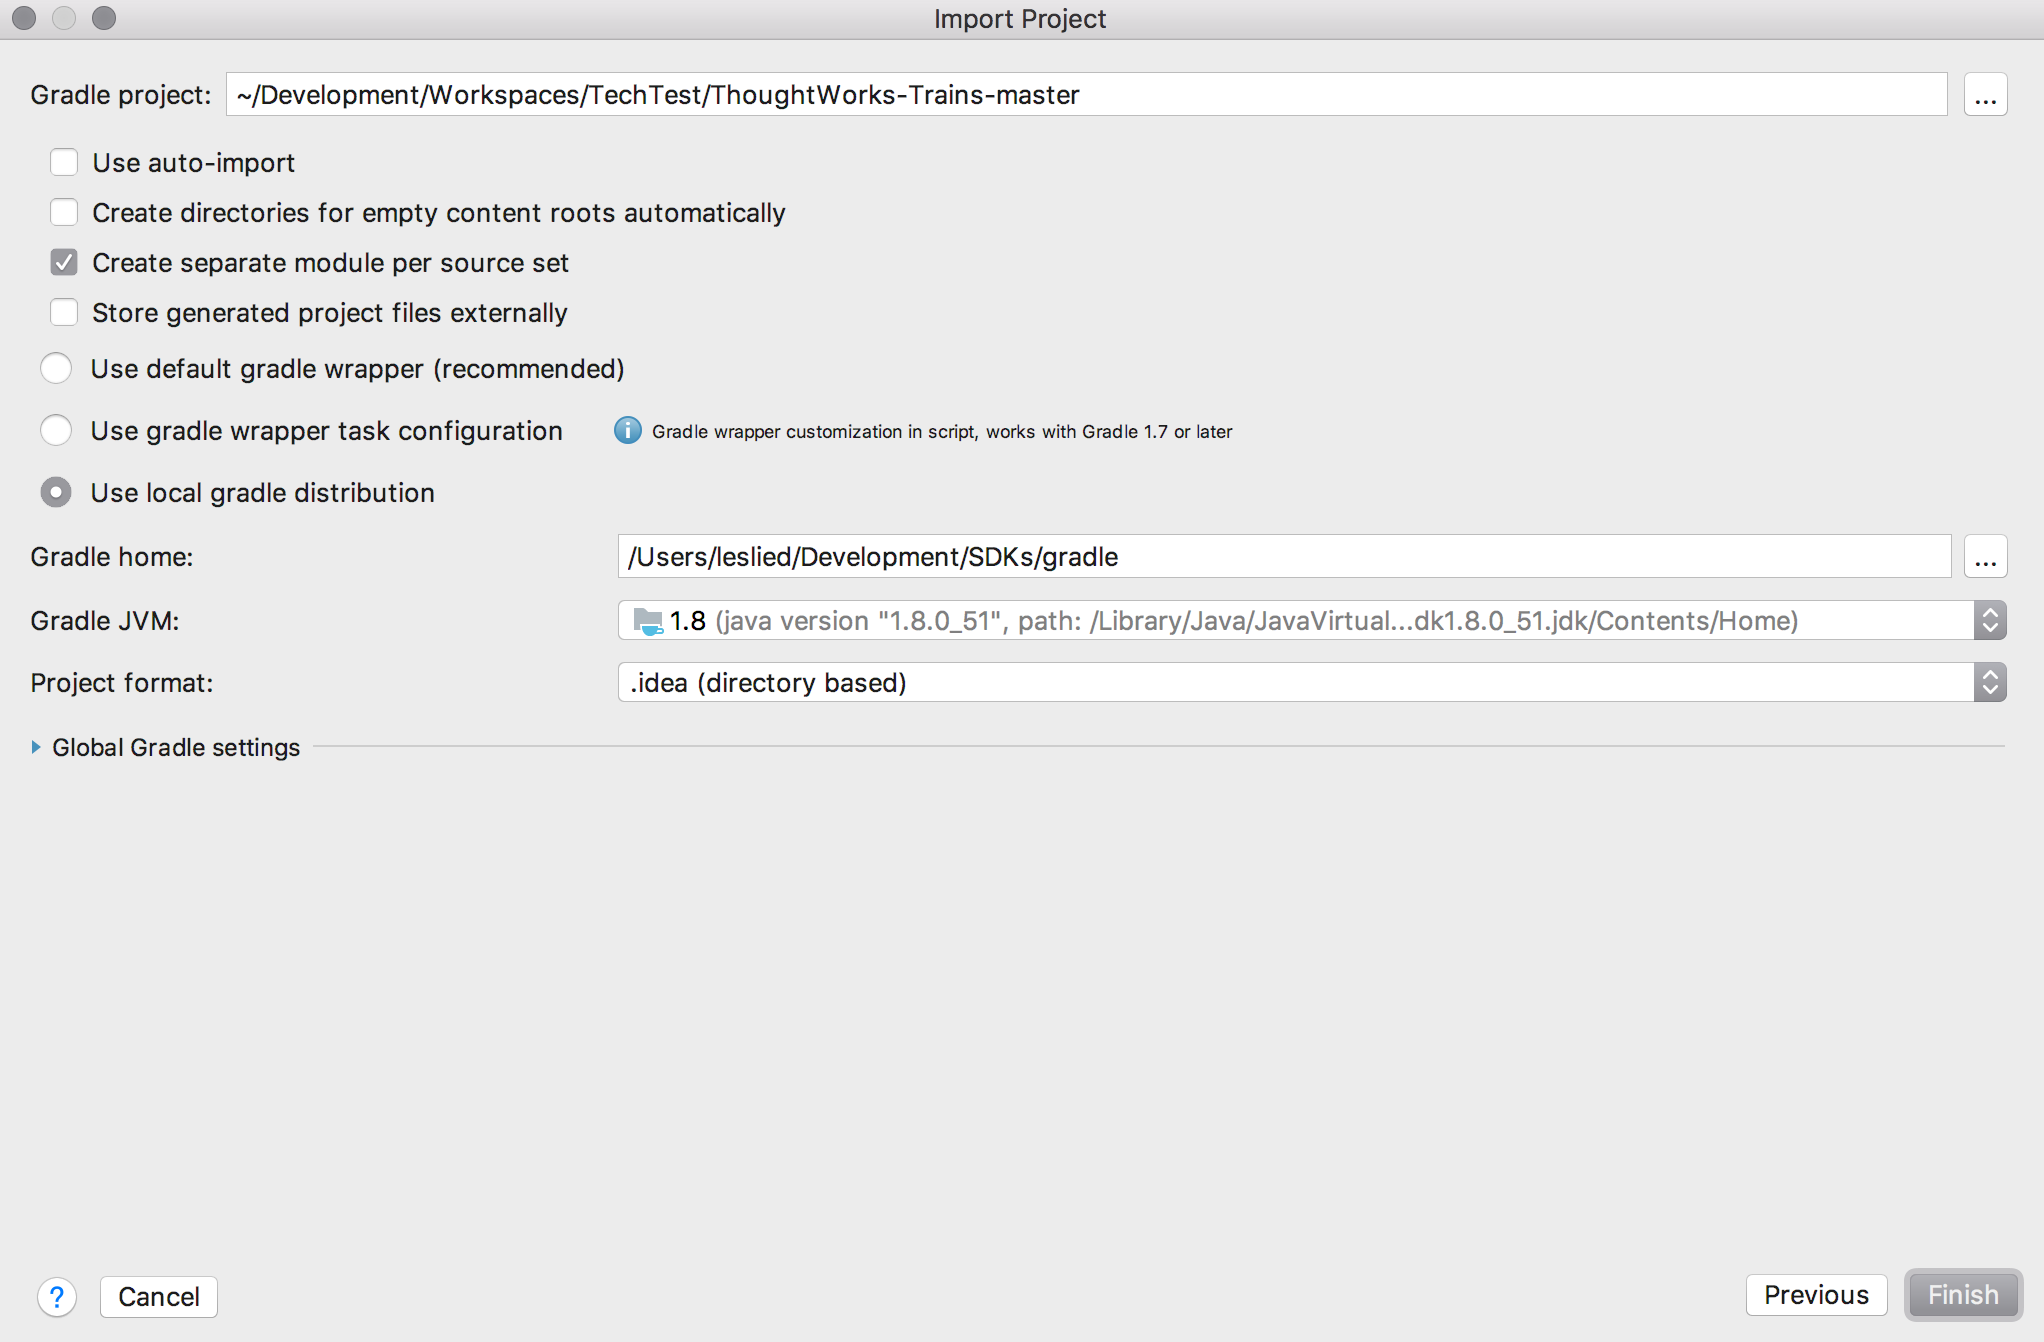 Import Project
Gradle project: ~/Development/Workspaces/TechTest/ThoughtWorks-Trains-master ...
Use auto-import
Create directories for empty content roots automatically
Create separate module per source set
Store generated project files externally
Use default gradle wrapper (recommended)
Use gradle wrapper task configuration i Gradle wrapper customization in script, works with Gradle 1.7 or later
Use local gradle distribution
Gradle home: /Users/leslied/Development/SDKs/gradle ...
Gradle JVM: 1.8 (java version "1.8.0_51", path: /Library/Java/JavaVirtual...dk1.8.0_51.jdk/Contents/Home)
Project format: .idea (directory based)
Global Gradle settings
? Cancel Previous Finish